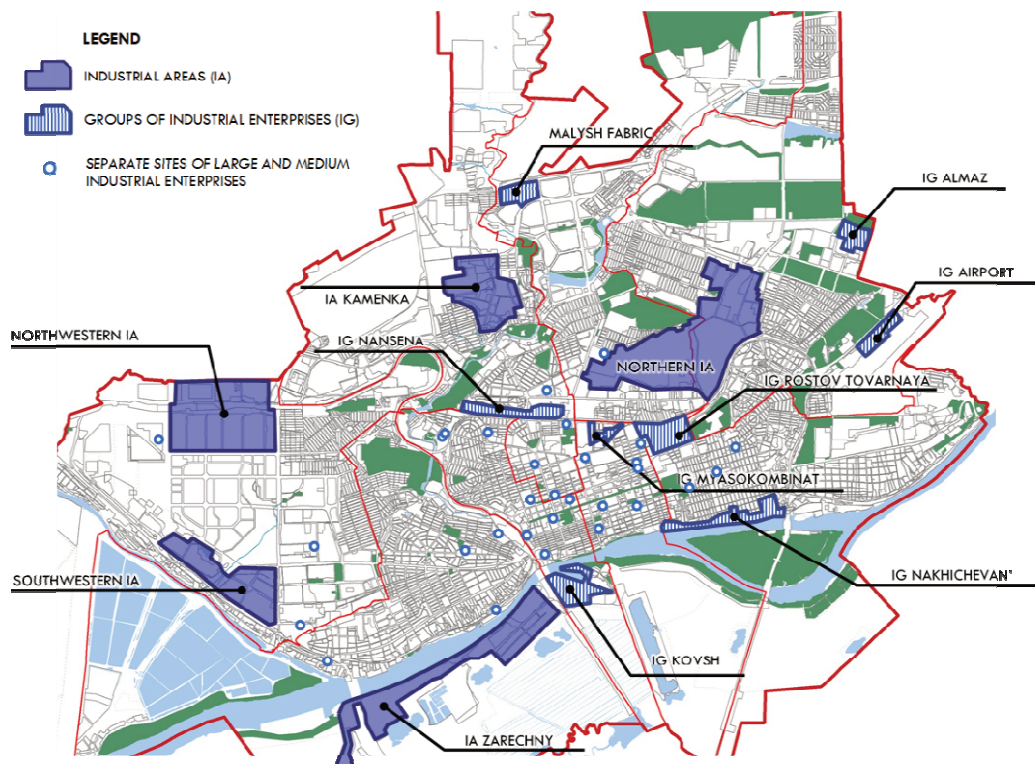 LEGEND
INDUSTRIAL AREAS (IA)
GROUPS OF INDUSTRIAL ENTERPRISES (IG)
SEPARATE SITES OF LARGE AND MEDIUM
INDUSTRIAL ENTERPRISES
MALYSH FABRIC
IG ALMAZ
IG AIRPORT
IA KAMENKA
NORTHWESTERN IA
IG NANSENA
NORTHERN IA
IG ROSTOV TOVARNAYA
IG MYASOKOMBINAT
SOUTHWESTERN IA
IG NAKHICHEVAN'
IG KOVSH
IA ZARECHNY